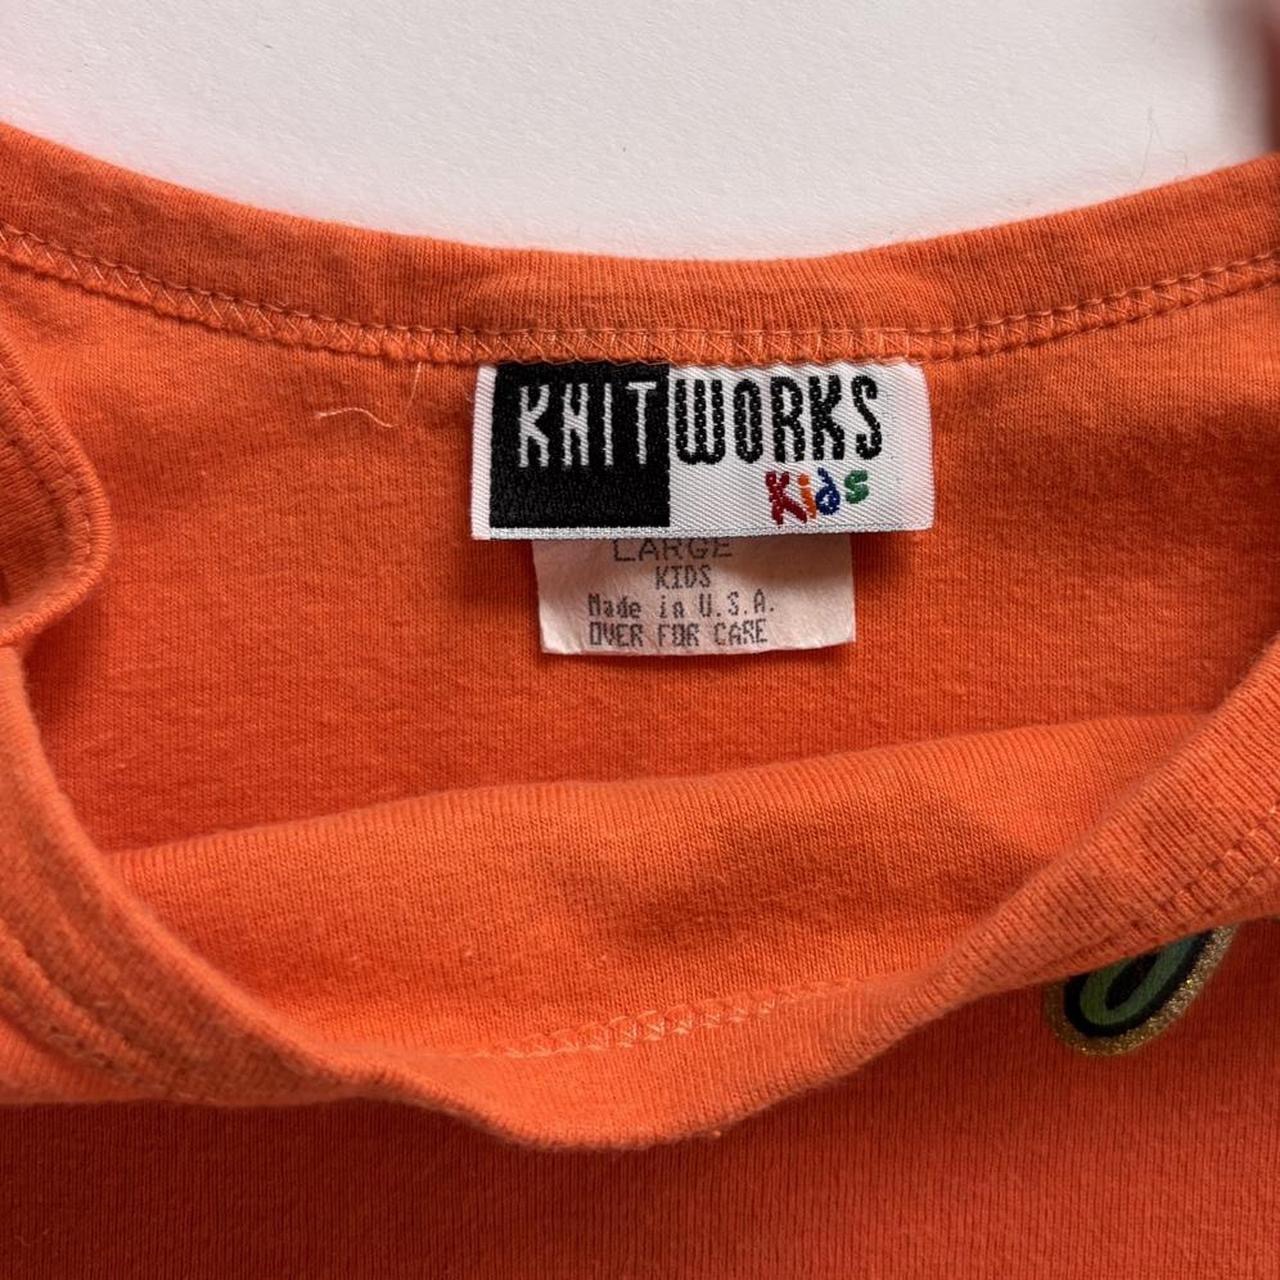 KNITWORKS
Kids
LARGE
KIDS
Made in U.S.A.
OVER FOR CARE